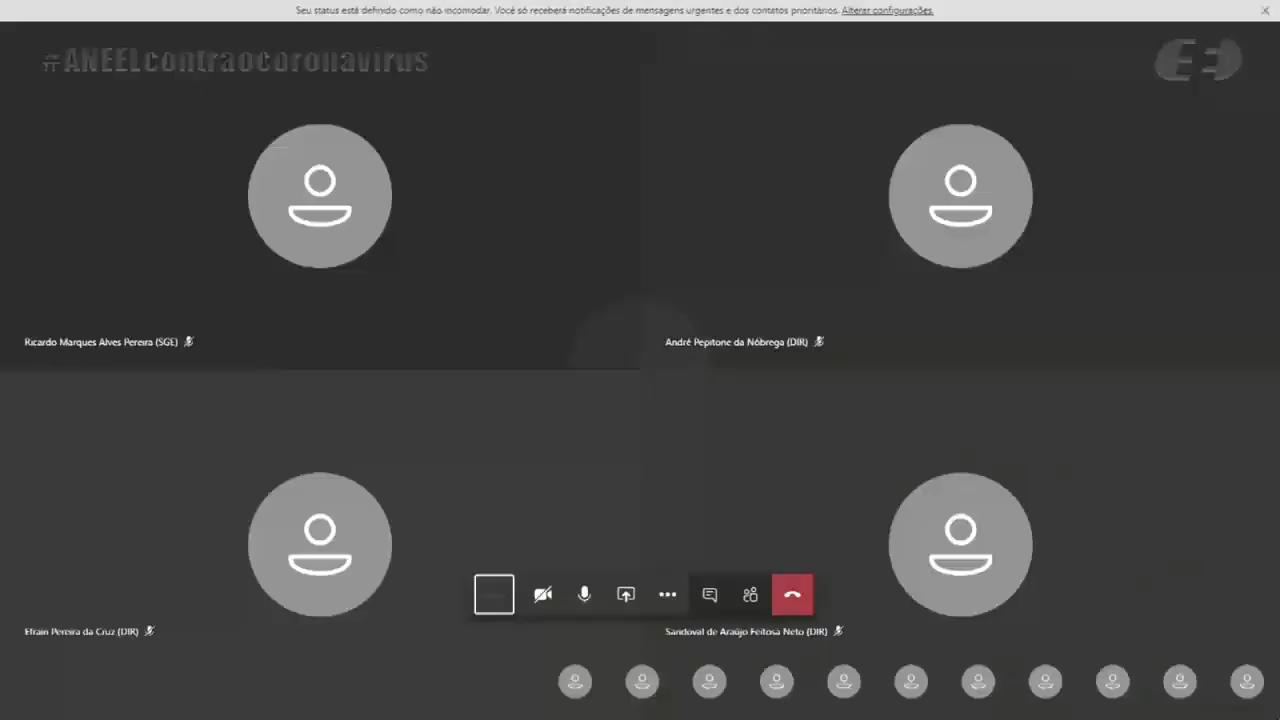 Seu status está definido como não incomodar. Você só receberá notificações de mensagens urgentes e dos contatos prioritários. Alterar configurações.
#ANEELcontraocoronavirus
Ricardo Marques Alves Pereira (SGE)
André Pepitone da Nóbrega (DIR)
Efrain Pereira da Cruz (DIR)
Sandoval de Araújo Feitosa Neto (DIR)